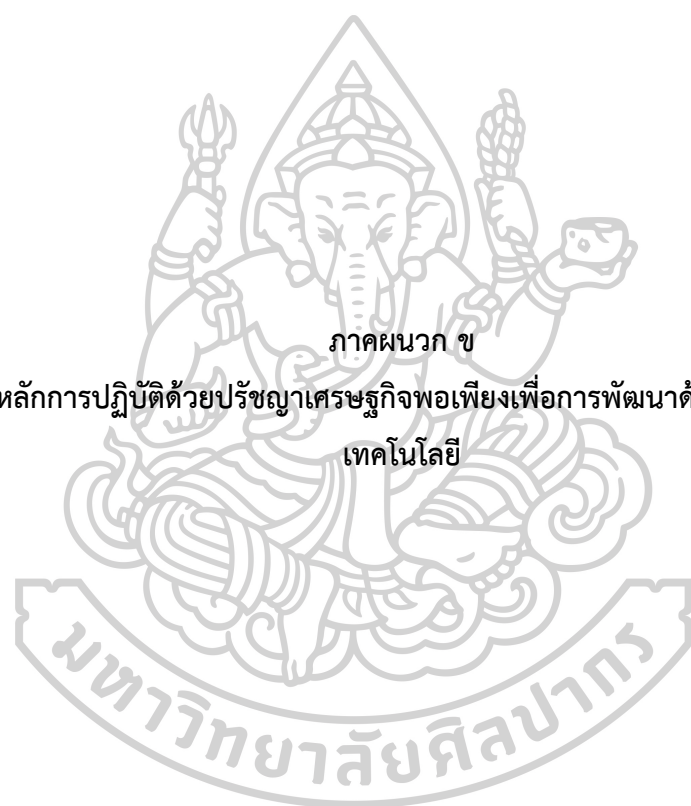 ภาคผนวก ข
หลักการปฏิบัติด้วยปรัชญาเศรษฐกิจพอเพียงเพื่อการพัฒนาด้
เทคโนโลยี
มหาวิทยาลัยศิลปากร